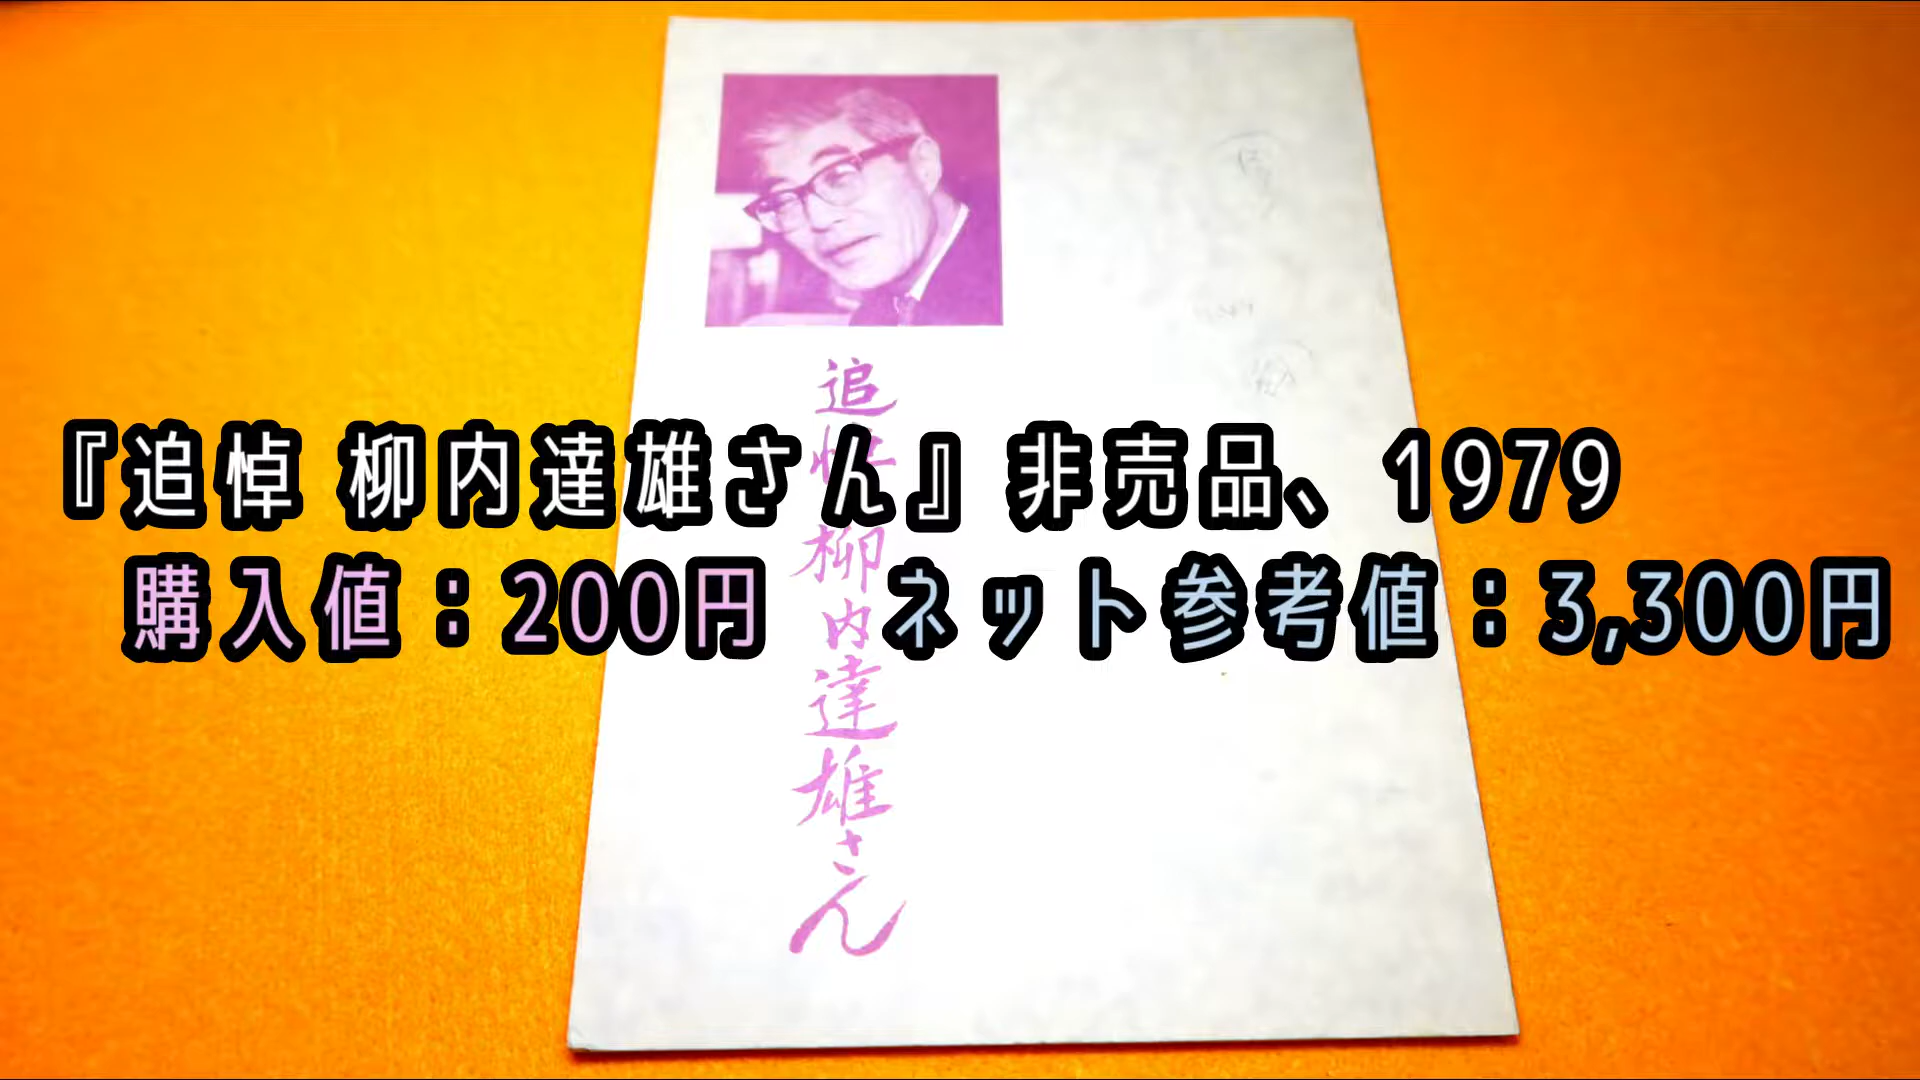 『追悼 柳内達雄さん』非売品、1979
購入値：200円　ネット参考値：3,300円
追悼 柳内達雄さん